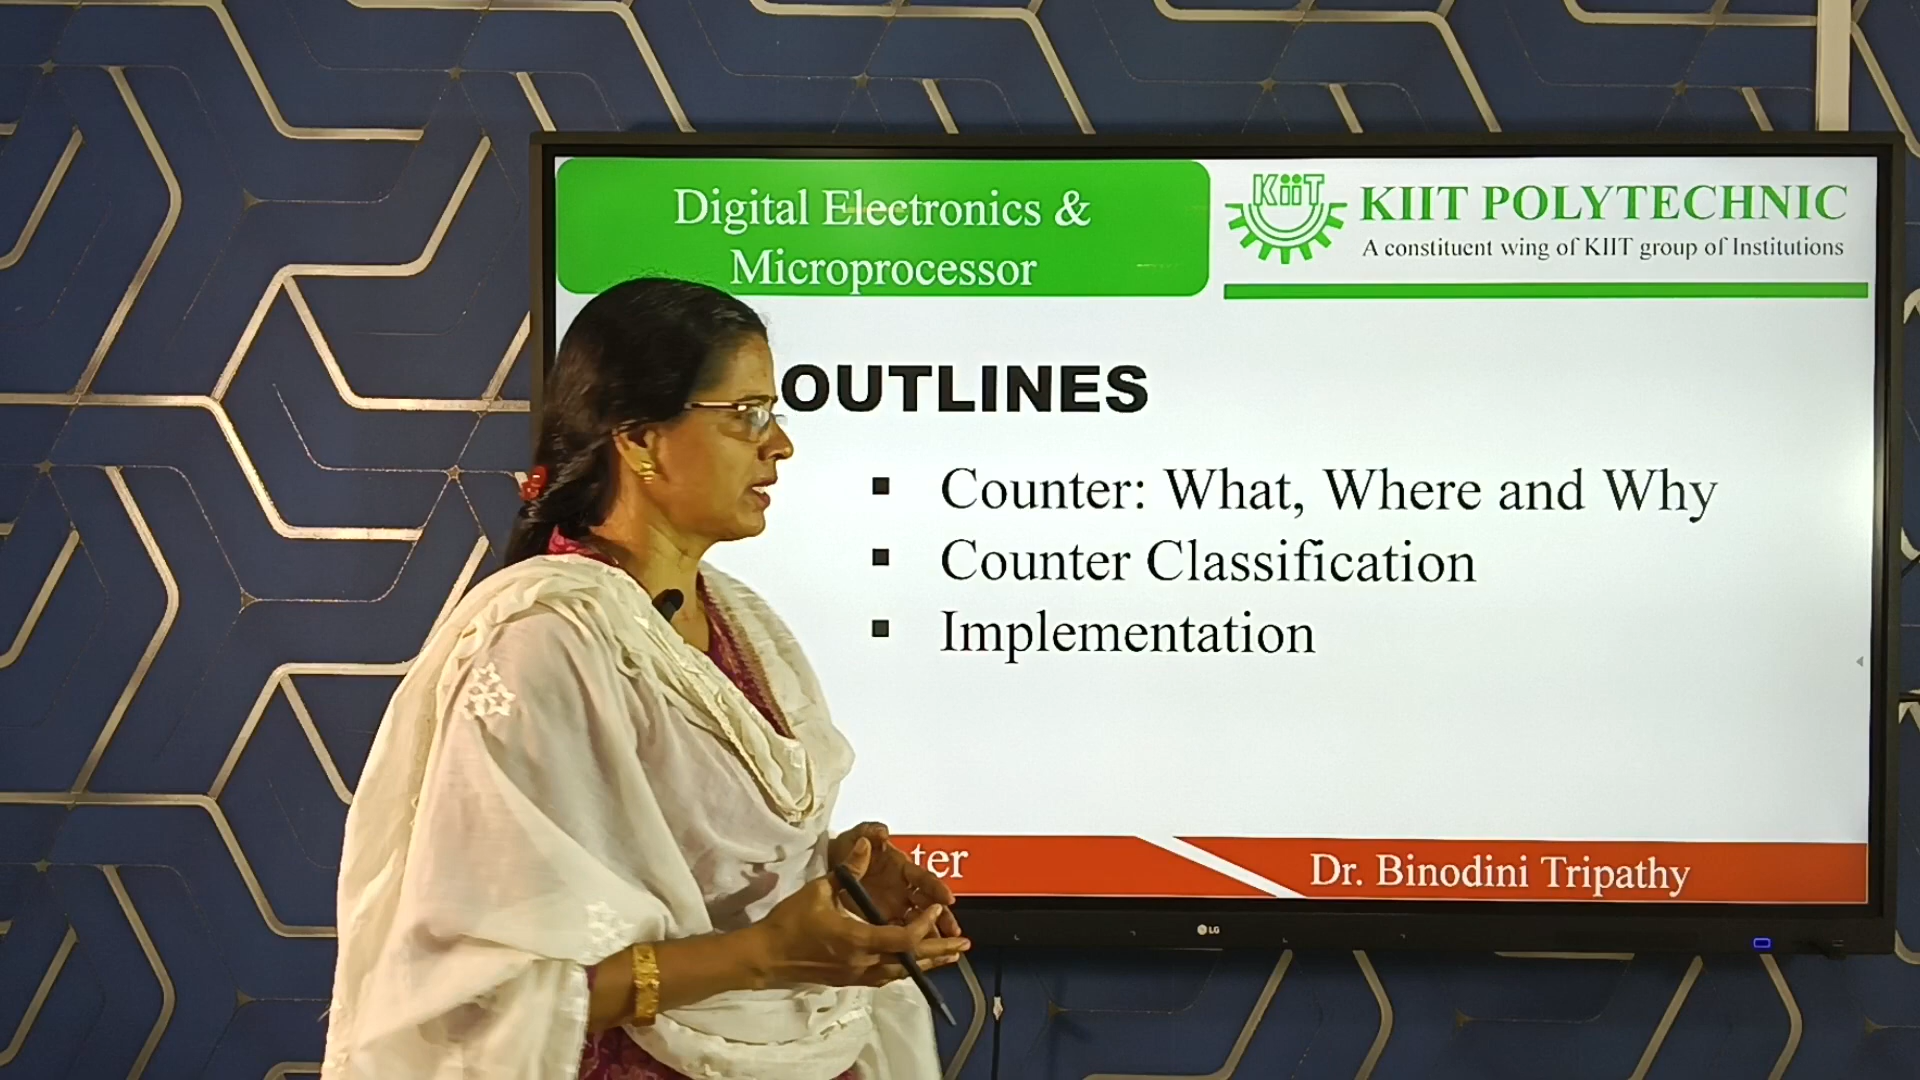 Digital Electronics &
Microprocessor
KiiT
KIIT POLYTECHNIC
A constituent wing of KIIT group of Institutions
OUTLINES
▪ Counter: What, Where and Why
▪ Counter Classification
▪ Implementation
ter
Dr. Binodini Tripathy
LG